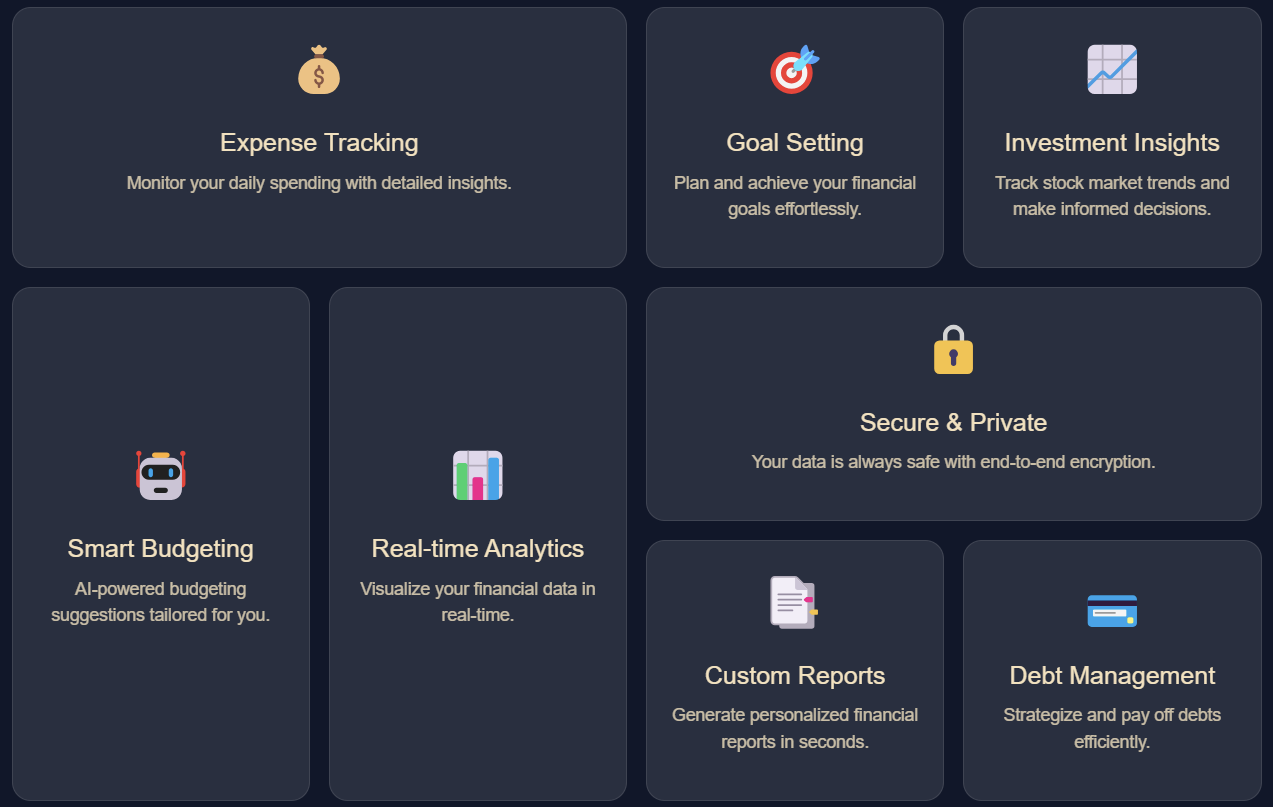 $
Expense Tracking
Monitor your daily spending with detailed insights.
Goal Setting
Plan and achieve your financial
goals effortlessly.
Investment Insights
Track stock market trends and
make informed decisions.
Smart Budgeting
AI-powered budgeting
suggestions tailored for you.
Real-time Analytics
Visualize your financial data in
real-time.
Secure & Private
Your data is always safe with end-to-end encryption.
Custom Reports
Generate personalized financial
reports in seconds.
Debt Management
Strategize and pay off debts
efficiently.